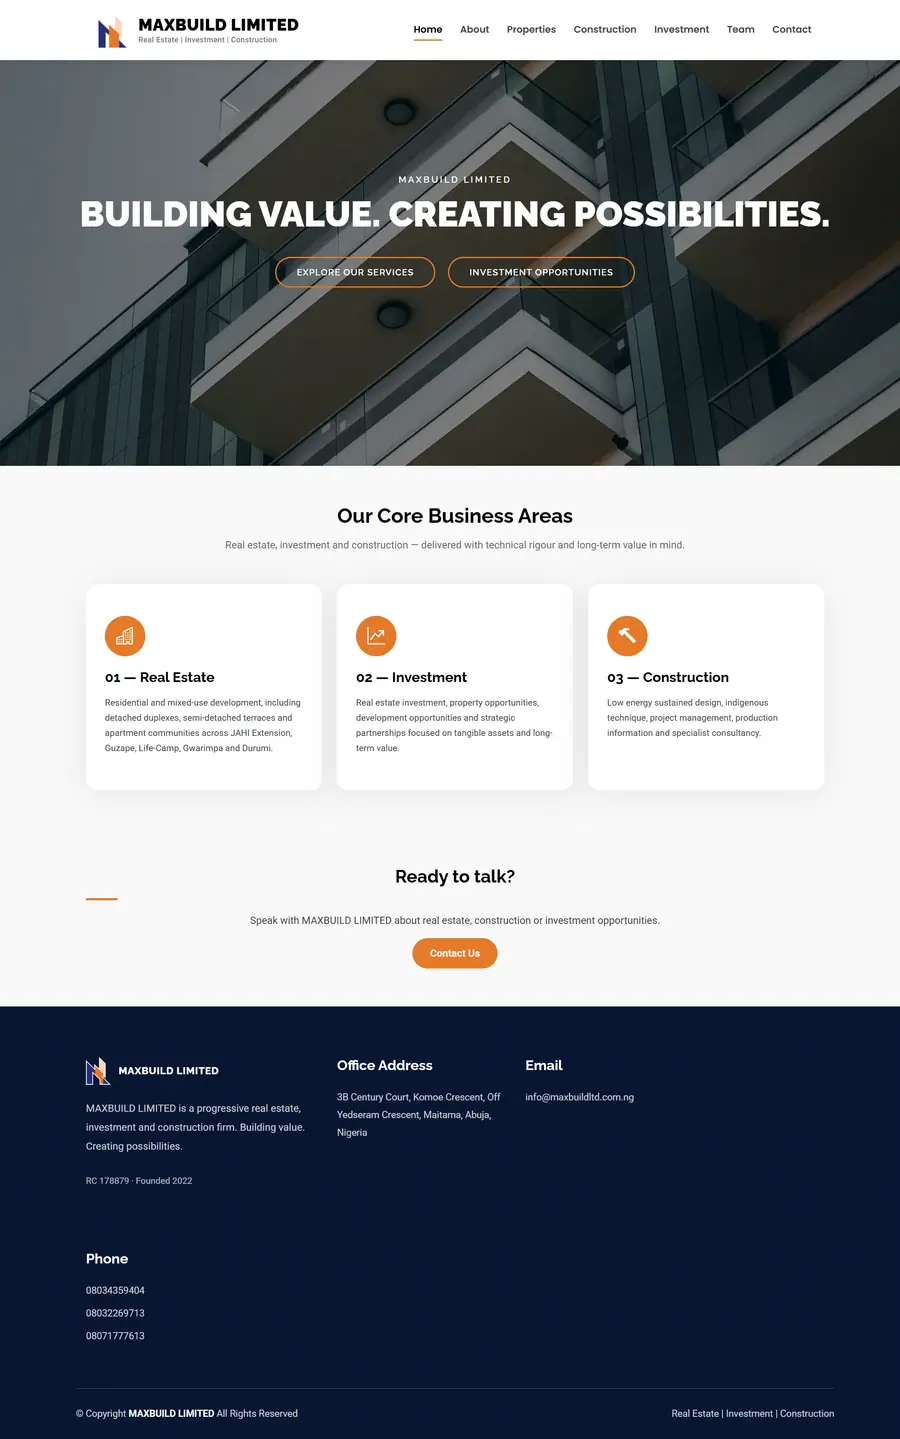 MAXBUILD LIMITED
Real Estate | Investment | Construction
Home About Properties Construction Investment Team Contact
MAXBUILD LIMITED
BUILDING VALUE. CREATING POSSIBILITIES.
EXPLORE OUR SERVICES
INVESTMENT OPPORTUNITIES
Our Core Business Areas
Real estate, investment and construction — delivered with technical rigour and long-term value in mind.
01 — Real Estate
Residential and mixed-use development, including
detached duplexes, semi-detached terraces and
apartment communities across JAHI Extension,
Guzape, Life-Camp, Gwarimpa and Durumi.
02 — Investment
Real estate investment, property opportunities,
development opportunities and strategic
partnerships focused on tangible assets and long-
term value.
03 — Construction
Low energy sustained design, indigenous
technique, project management, production
information and specialist consultancy.
Ready to talk?
Speak with MAXBUILD LIMITED about real estate, construction or investment opportunities.
Contact Us
MAXBUILD LIMITED
MAXBUILD LIMITED is a progressive real estate,
investment and construction firm. Building value.
Creating possibilities.
RC 178879 · Founded 2022
Office Address
3B Century Court, Komoe Crescent, Off
Yedseram Crescent, Maitama, Abuja,
Nigeria
Email
info@maxbuildltd.com.ng
Phone
08034359404
08032269713
08071777613
© Copyright MAXBUILD LIMITED All Rights Reserved
Real Estate | Investment | Construction